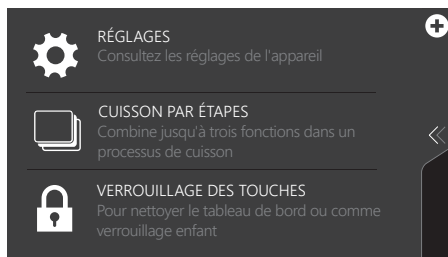 RÉGLAGES
Consultez les réglages de l'appareil
CUISSON PAR ÉTAPES
Combine jusqu'à trois fonctions dans un
processus de cuisson
VERROUILLAGE DES TOUCHES
Pour nettoyer le tableau de bord ou comme
verrouillage enfant